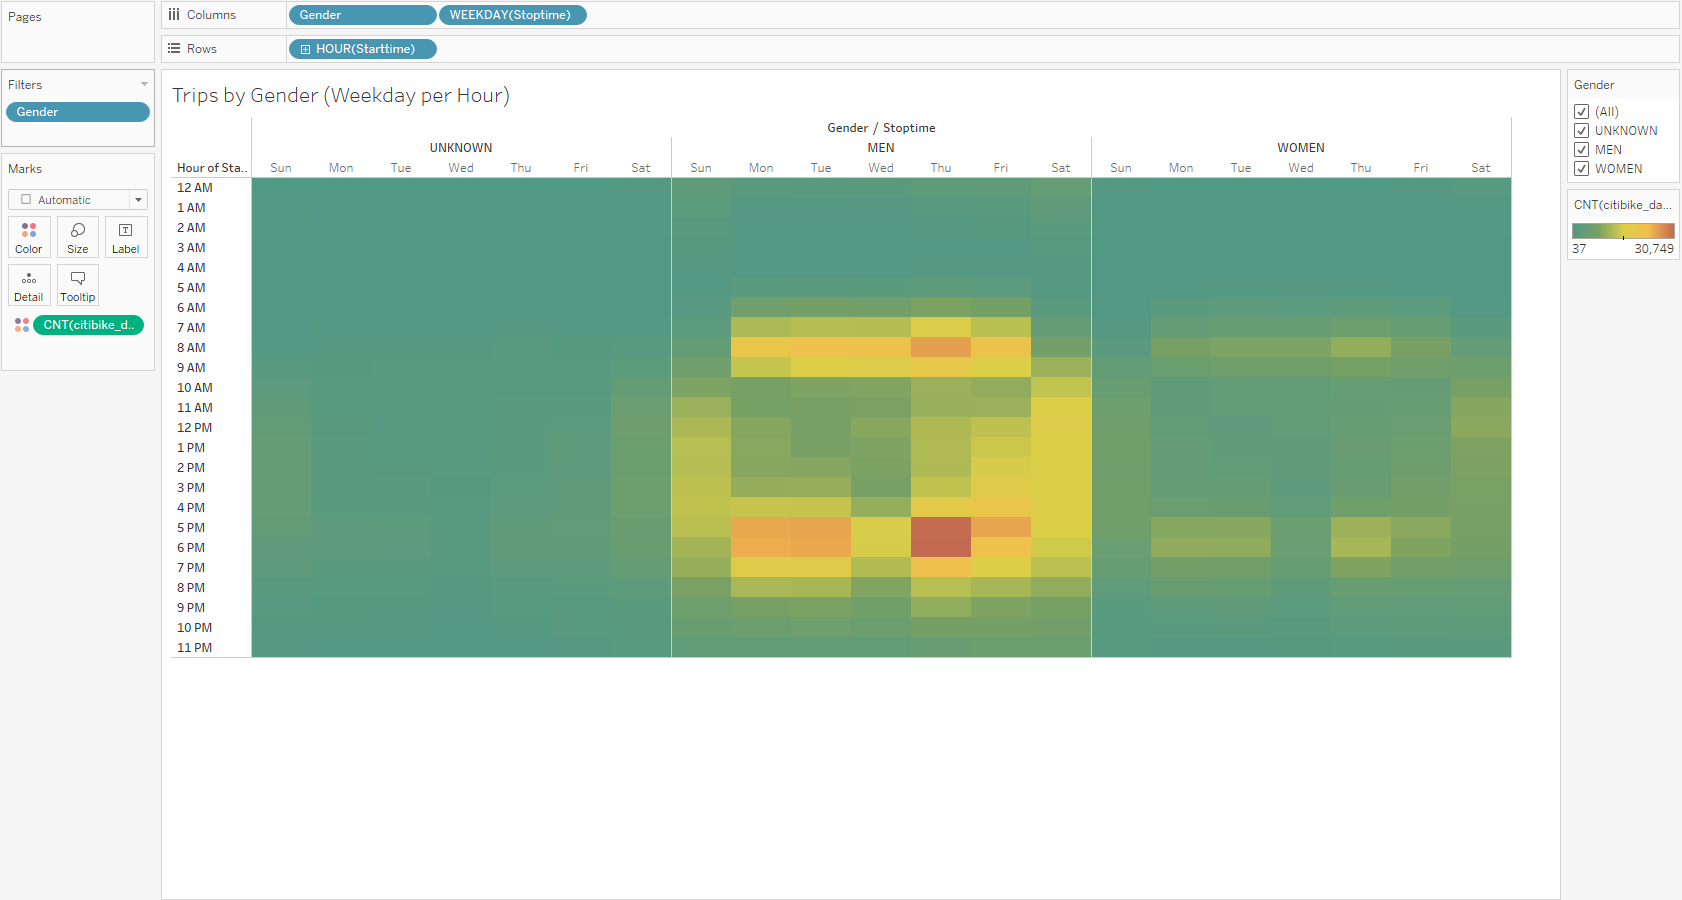 Pages
Columns
Gender
WEEKDAY(Stoptime)
Rows
HOUR(Starttime)
Filters
Gender
Marks
Automatic
Color Size Label
Detail Tooltip
CNT(citibike_d..
Trips by Gender (Weekday per Hour)
Gender / Stoptime
UNKNOWN MEN WOMEN
Hour of Sta.. Sun Mon Tue Wed Thu Fri Sat Sun Mon Tue Wed Thu Fri Sat Sun Mon Tue Wed Thu Fri Sat
12 AM
1 AM
2 AM
3 AM
4 AM
5 AM
6 AM
7 AM
8 AM
9 AM
10 AM
11 AM
12 PM
1 PM
2 PM
3 PM
4 PM
5 PM
6 PM
7 PM
8 PM
9 PM
10 PM
11 PM
Gender
(All)
UNKNOWN
MEN
WOMEN
CNT(citibike_da...
37 30,749